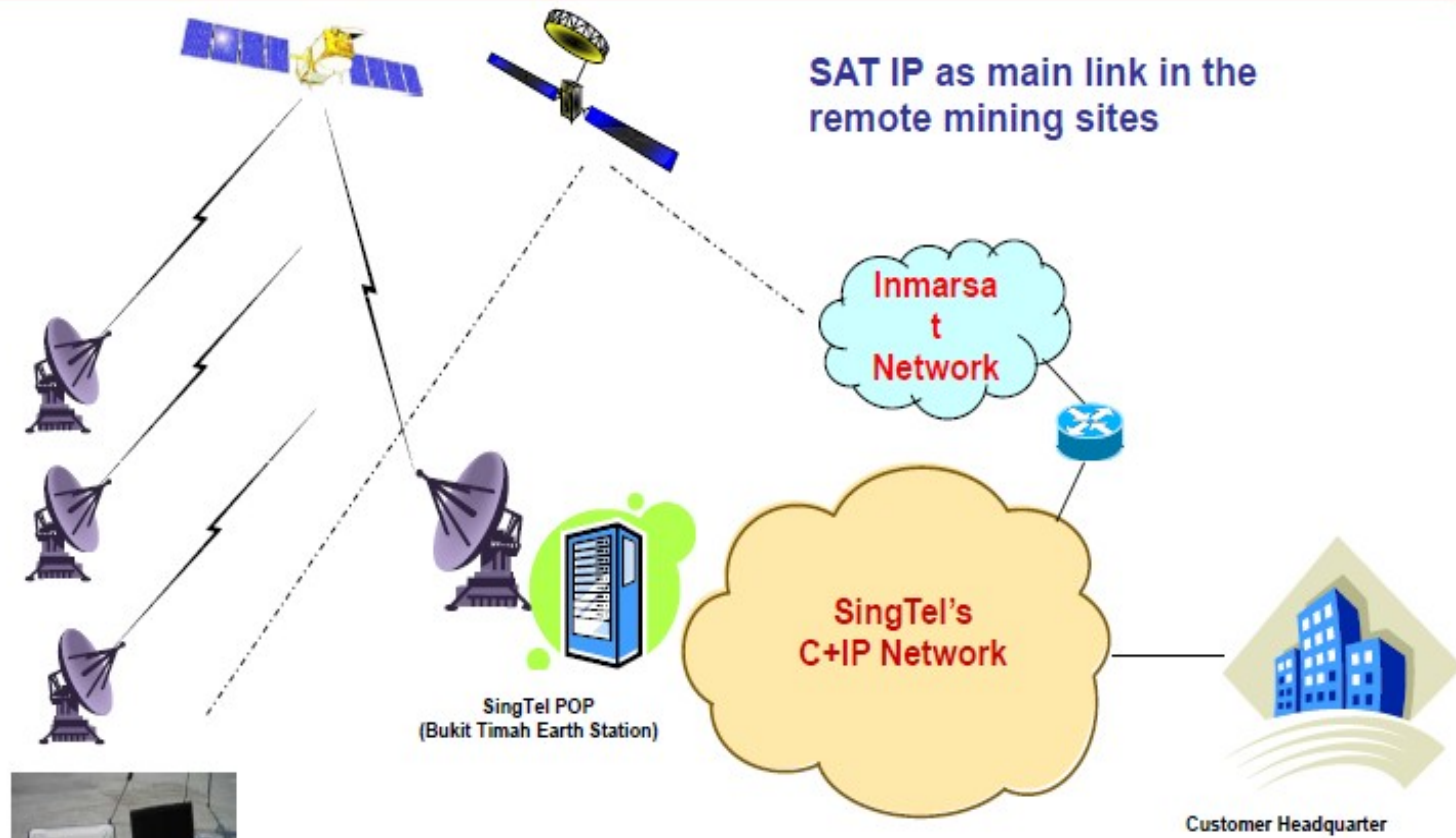 SAT IP as main link in the
remote mining sites
Inmarsa
t
Network
SingTel's
C+IP Network
SingTel POP
(Bukit Timah Earth Station)
Customer Headquarter